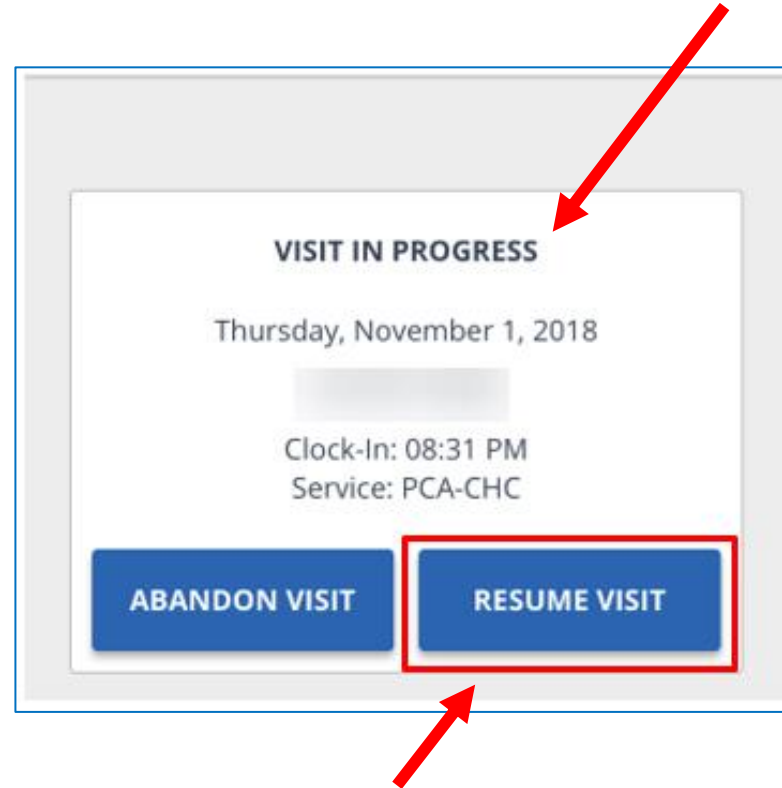 VISIT IN PROGRESS
Thursday, November 1, 2018
Clock-In: 08:31 PM
Service: PCA-CHC
ABANDON VISIT
RESUME VISIT